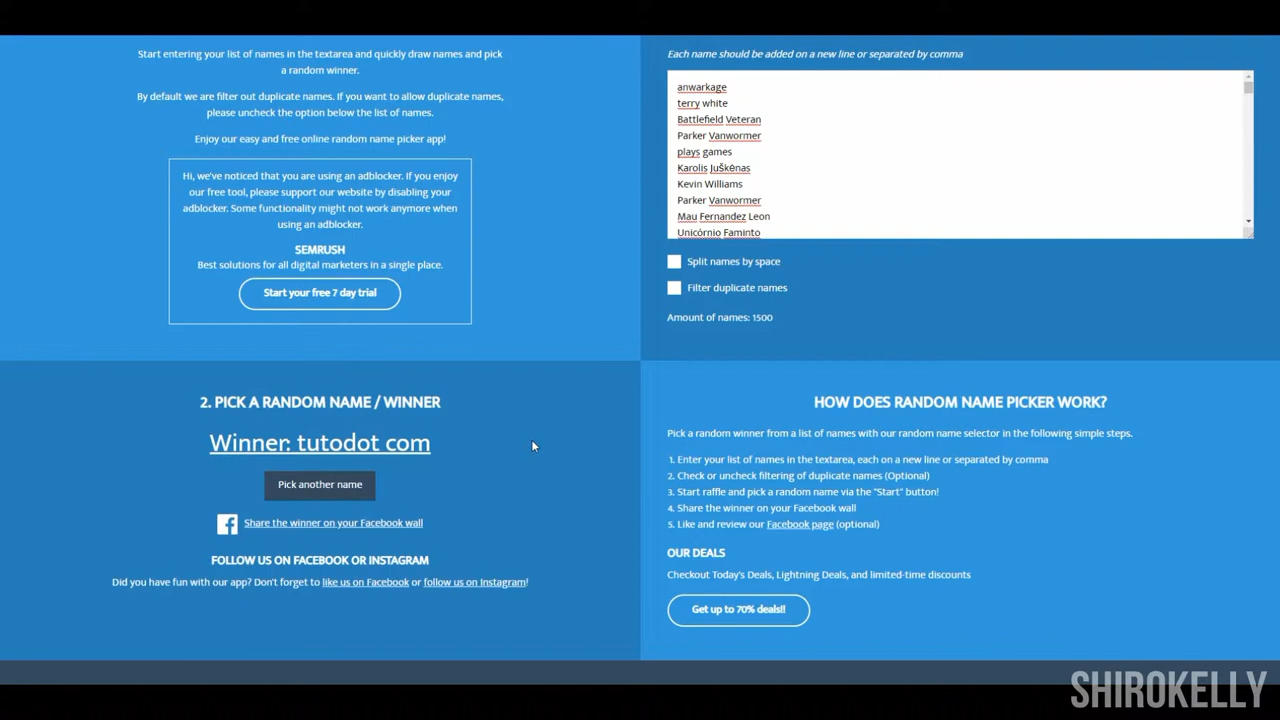 Start entering your list of names in the textarea and quickly draw names and pick
a random winner.
By default we are filter out duplicate names. If you want to allow duplicate names,
please uncheck the option below the list of names.
Enjoy our easy and free online random name picker app!
Hi, we've noticed that you are using an adblocker. If you enjoy
our free tool, please support our website by disabling your
adblocker. Some functionality might not work anymore when
using an adblocker.
SEMRUSH
Best solutions for all digital marketers in a single place.
Start your free 7 day trial
Each name should be added on a new line or separated by comma
anwarkage
terry white
Battlefield Veteran
Parker Vanwormer
plays games
Karolis Juškėnas
Kevin Williams
Parker Vanwormer
Mau Fernandez Leon
Unicórnio Faminto
Split names by space
Filter duplicate names
Amount of names: 1500
2. PICK A RANDOM NAME / WINNER
Winner: tutodot com
Pick another name
Share the winner on your Facebook wall
FOLLOW US ON FACEBOOK OR INSTAGRAM
Did you have fun with our app? Don't forget to like us on Facebook or follow us on Instagram!
HOW DOES RANDOM NAME PICKER WORK?
Pick a random winner from a list of names with our random name selector in the following simple steps.
1. Enter your list of names in the textarea, each on a new line or separated by comma
2. Check or uncheck filtering of duplicate names (Optional)
3. Start raffle and pick a random name via the "Start" button!
4. Share the winner on your Facebook wall
5. Like and review our Facebook page (optional)
OUR DEALS
Checkout Today's Deals, Lightning Deals, and limited-time discounts
Get up to 70% deals!!
SHIROKELLY